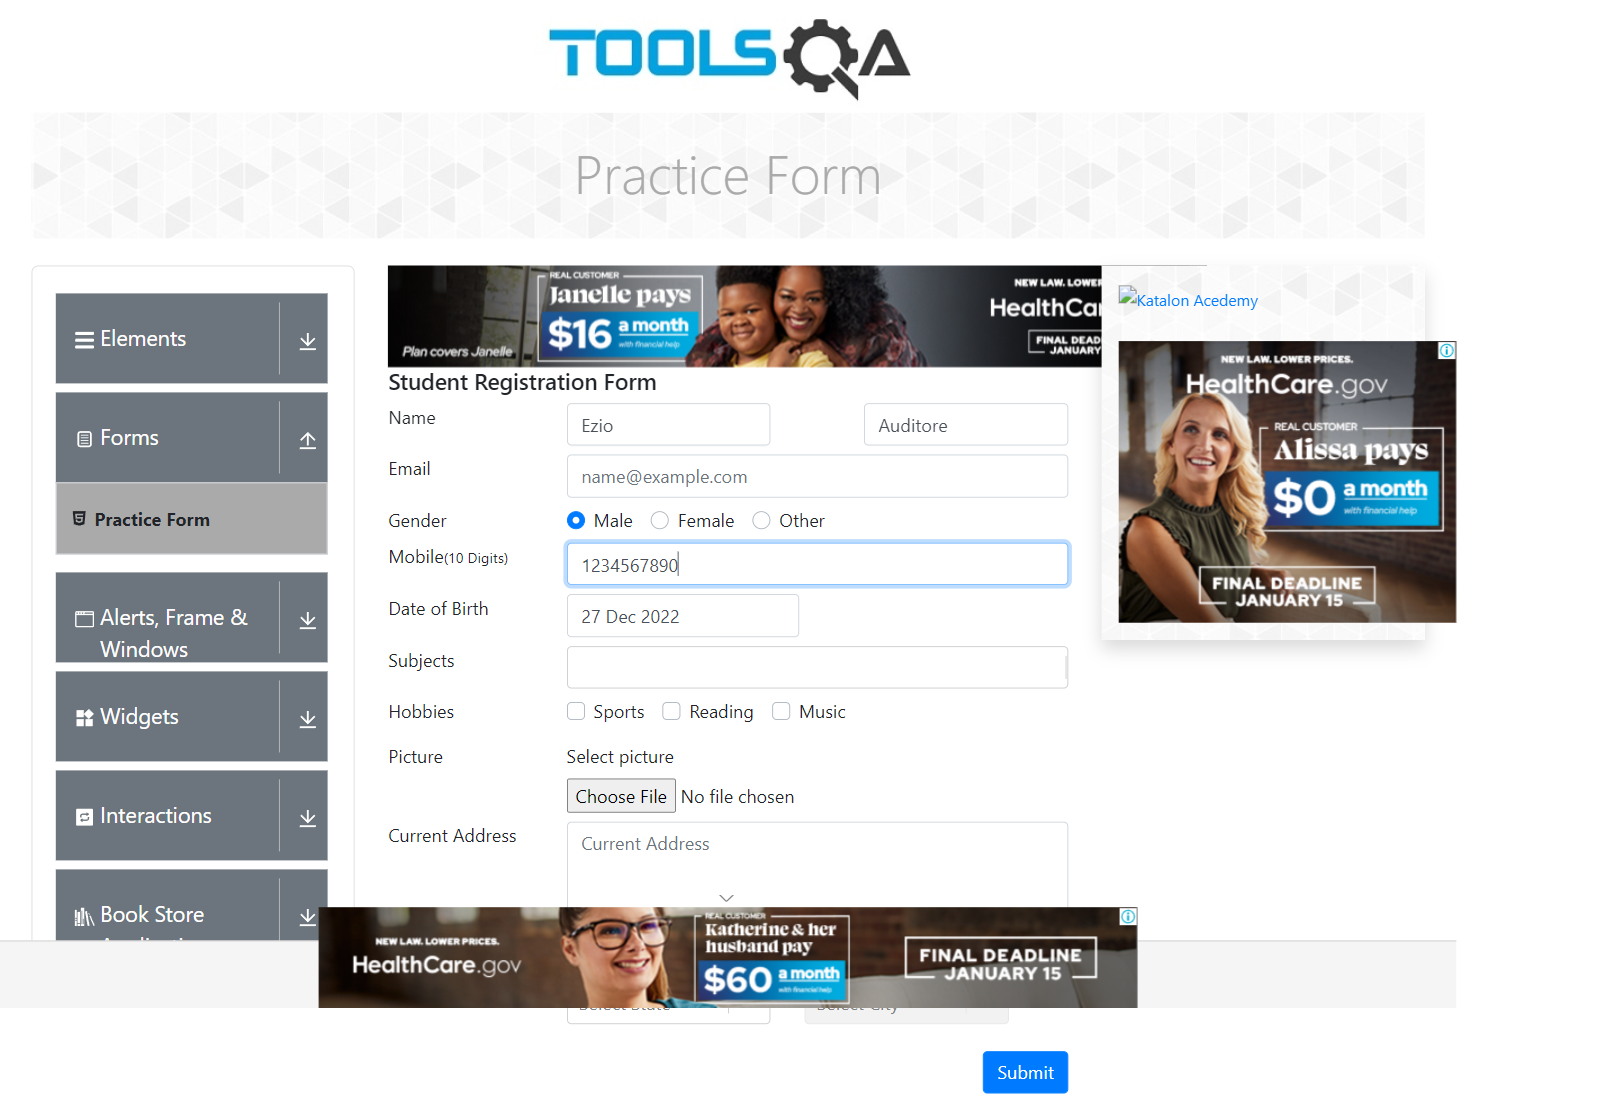 TOOLSQA
Practice Form
Elements
Forms
Practice Form
Alerts, Frame &
Windows
Widgets
Interactions
Book Store
REAL CUSTOMER
Janelle pays
$16 a month
with financial help
Plan covers Janelle
NEW LAW. LOWER
HealthCa
FINAL DEAD
JANUARY
Student Registration Form
Name
Ezio
Auditore
Email
name@example.com
Gender
Male
Female
Other
Mobile(10 Digits)
1234567890
Date of Birth
27 Dec 2022
Subjects
Hobbies
Sports
Reading
Music
Picture
Select picture
Choose File No file chosen
Current Address
Current Address
Select State
Select City
Submit
Katalon Acedemy
NEW LAW. LOWER PRICES.
HealthCare.gov
REAL CUSTOMER
Alissa pays
$0 a month
with financial help
FINAL DEADLINE
JANUARY 15
NEW LAW. LOWER PRICES.
HealthCare.gov
REAL CUSTOMER
Katherine & her
husband pay
$60 a month
with financial help
FINAL DEADLINE
JANUARY 15